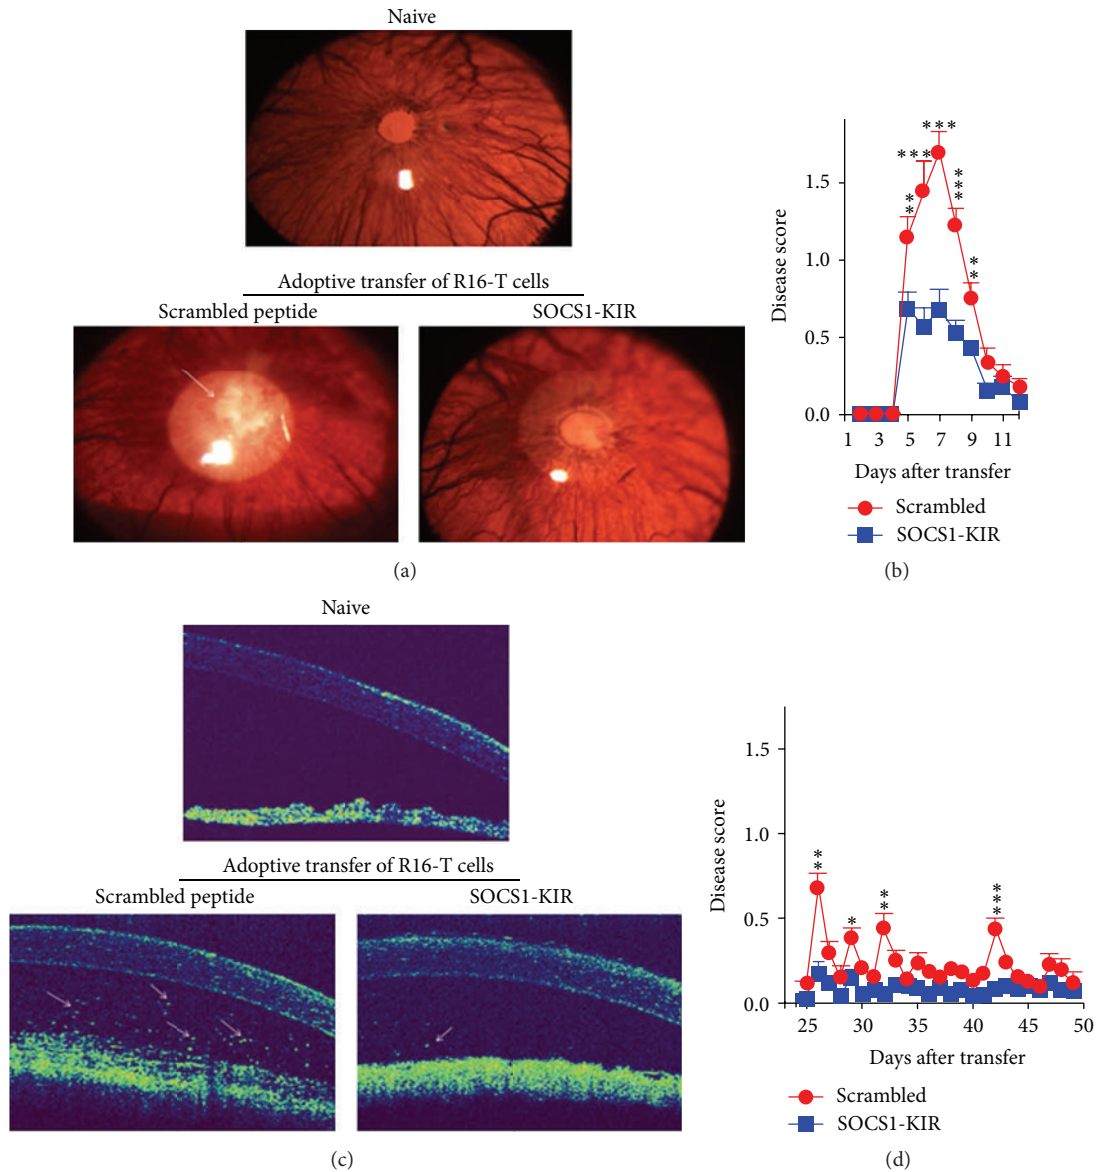 Naive
Adoptive transfer of R16-T cells
Scrambled peptide
SOCS1-KIR
(a)
Disease score
1.5
1.0
0.5
0.0
**
***
***
***
**
1 3 5 7 9 11
Days after transfer
Scrambled
SOCS1-KIR
(b)
Naive
Adoptive transfer of R16-T cells
Scrambled peptide
SOCS1-KIR
(c)
Disease score
1.5
1.0
0.5
0.0
**
*
**
***
25 30 35 40 45 50
Days after transfer
Scrambled
SOCS1-KIR
(d)